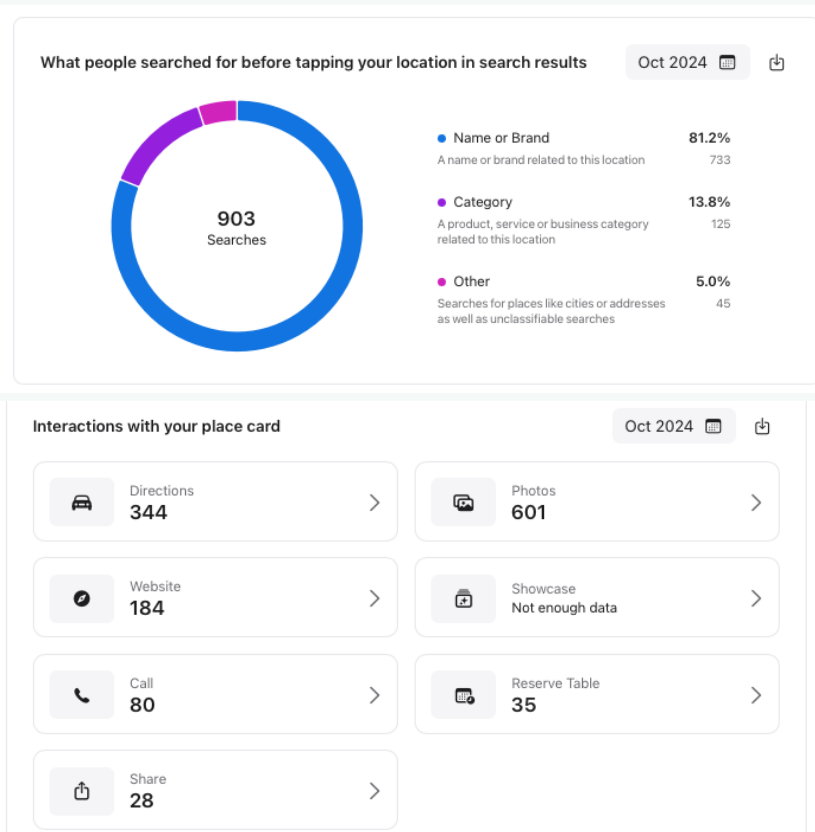 What people searched for before tapping your location in search results
Oct 2024
903
Searches
Name or Brand 81.2%
A name or brand related to this location 733
Category 13.8%
A product, service or business category 125
related to this location
Other 5.0%
Searches for places like cities or addresses 45
as well as unclassifiable searches
Interactions with your place card
Oct 2024
Directions
344
Photos
601
Website
184
Showcase
Not enough data
Call
80
Reserve Table
35
Share
28